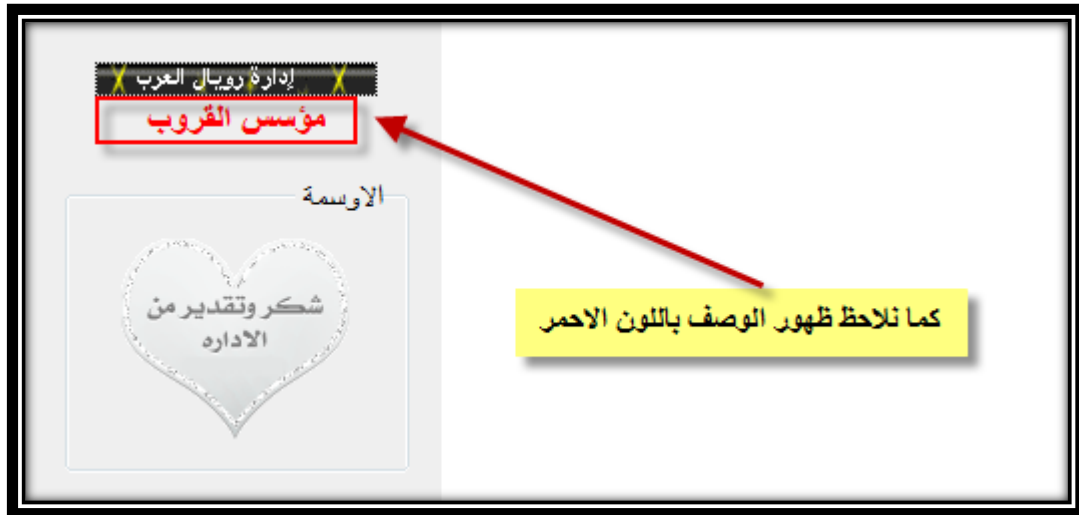 إدارة رويال العرب
مؤسس القروب
الاوسمة
شكر وتقدير من
الاداره
كما نلاحظ ظهور الوصف باللون الاحمر